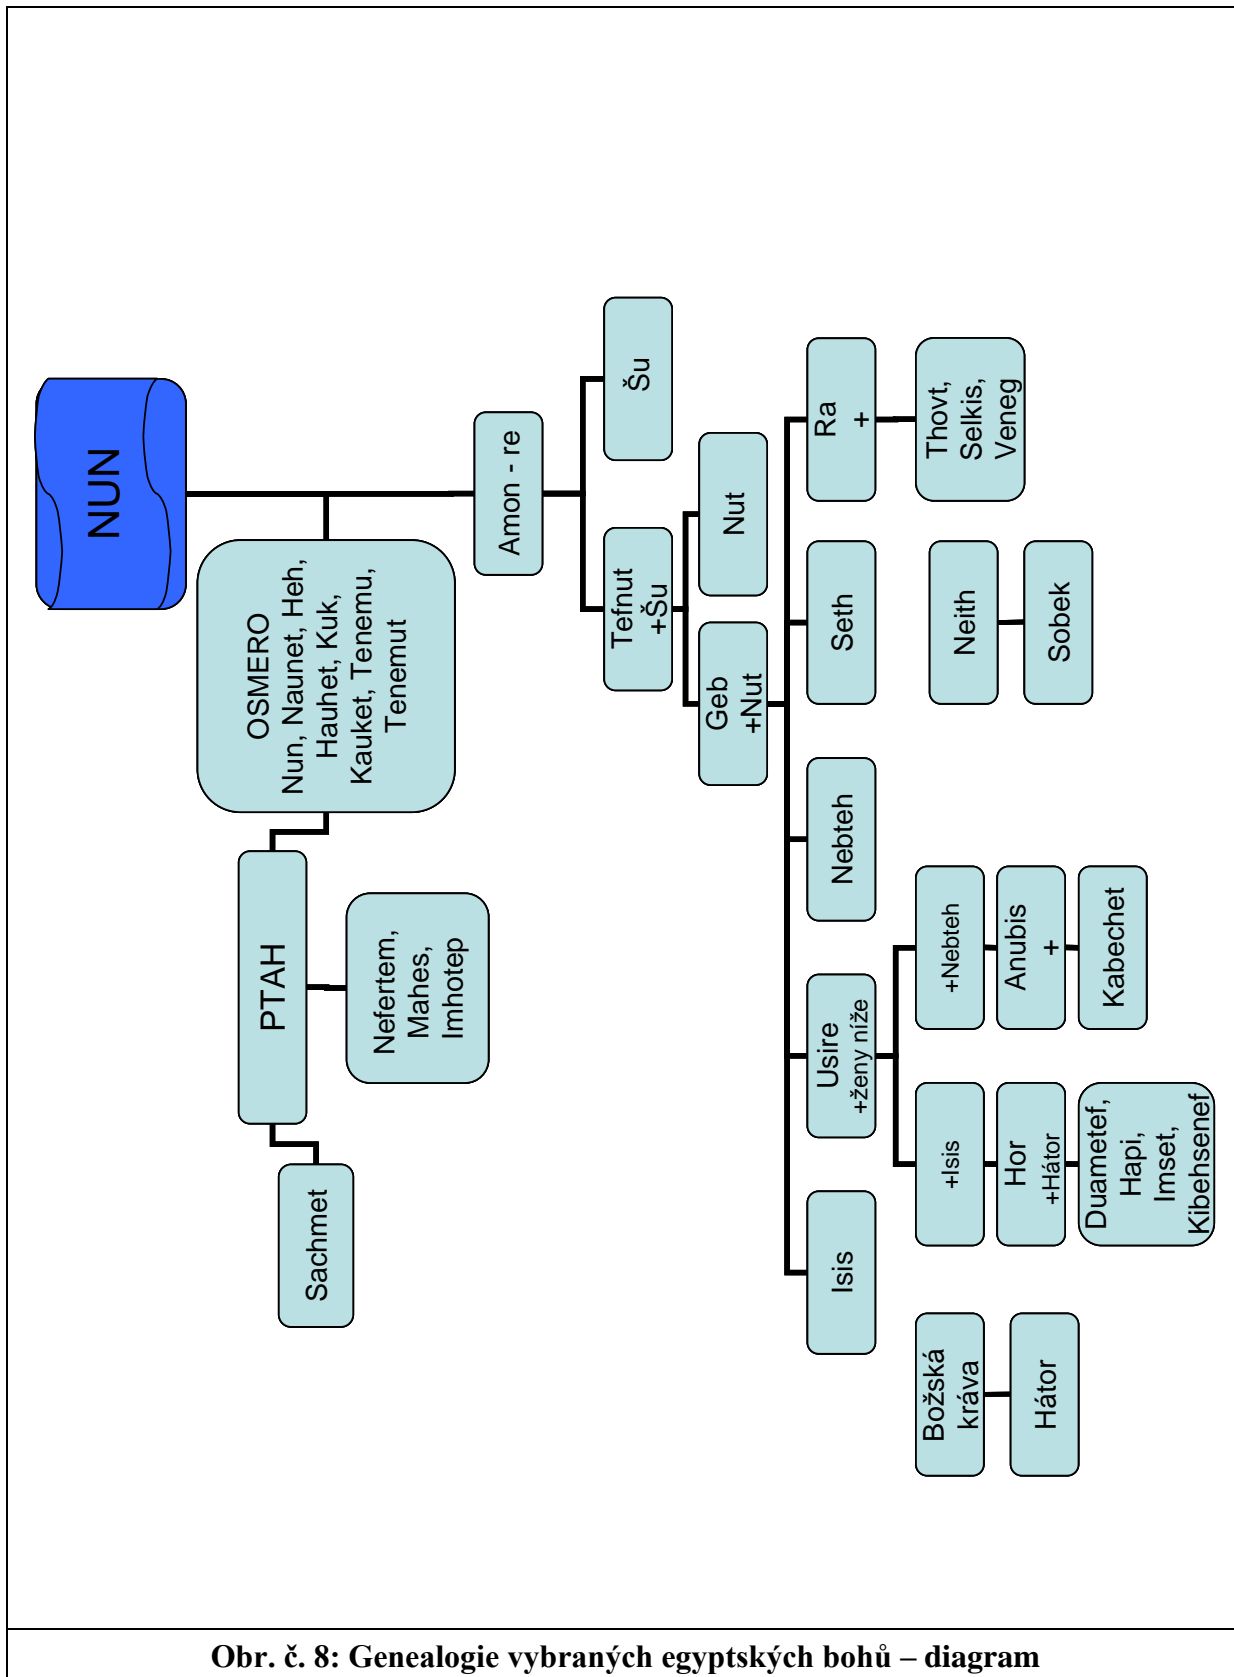 NUN
OSMERO
Nun, Naunet, Heh,
Hauhet, Kuk,
Kauket, Tenemu,
Tenemut
PTAH
Sachmet
Nefertem,
Mahes,
Imhotep
Amon - re
Tefnut
+Šu
Šu
Geb
+Nut
Nut
Isis
Usire
+ženy níže
Nebteh
Seth
Ra
+
Božská
kráva
Hátor
+Isis
Hor
+Hátor
Duametef,
Hapi,
Imset,
Kibehsenef
+Nebteh
Anubis
+
Kabechet
Neith
Sobek
Thovt,
Selkis,
Veneg
Obr. č. 8: Genealogie vybraných egyptských bohů – diagram